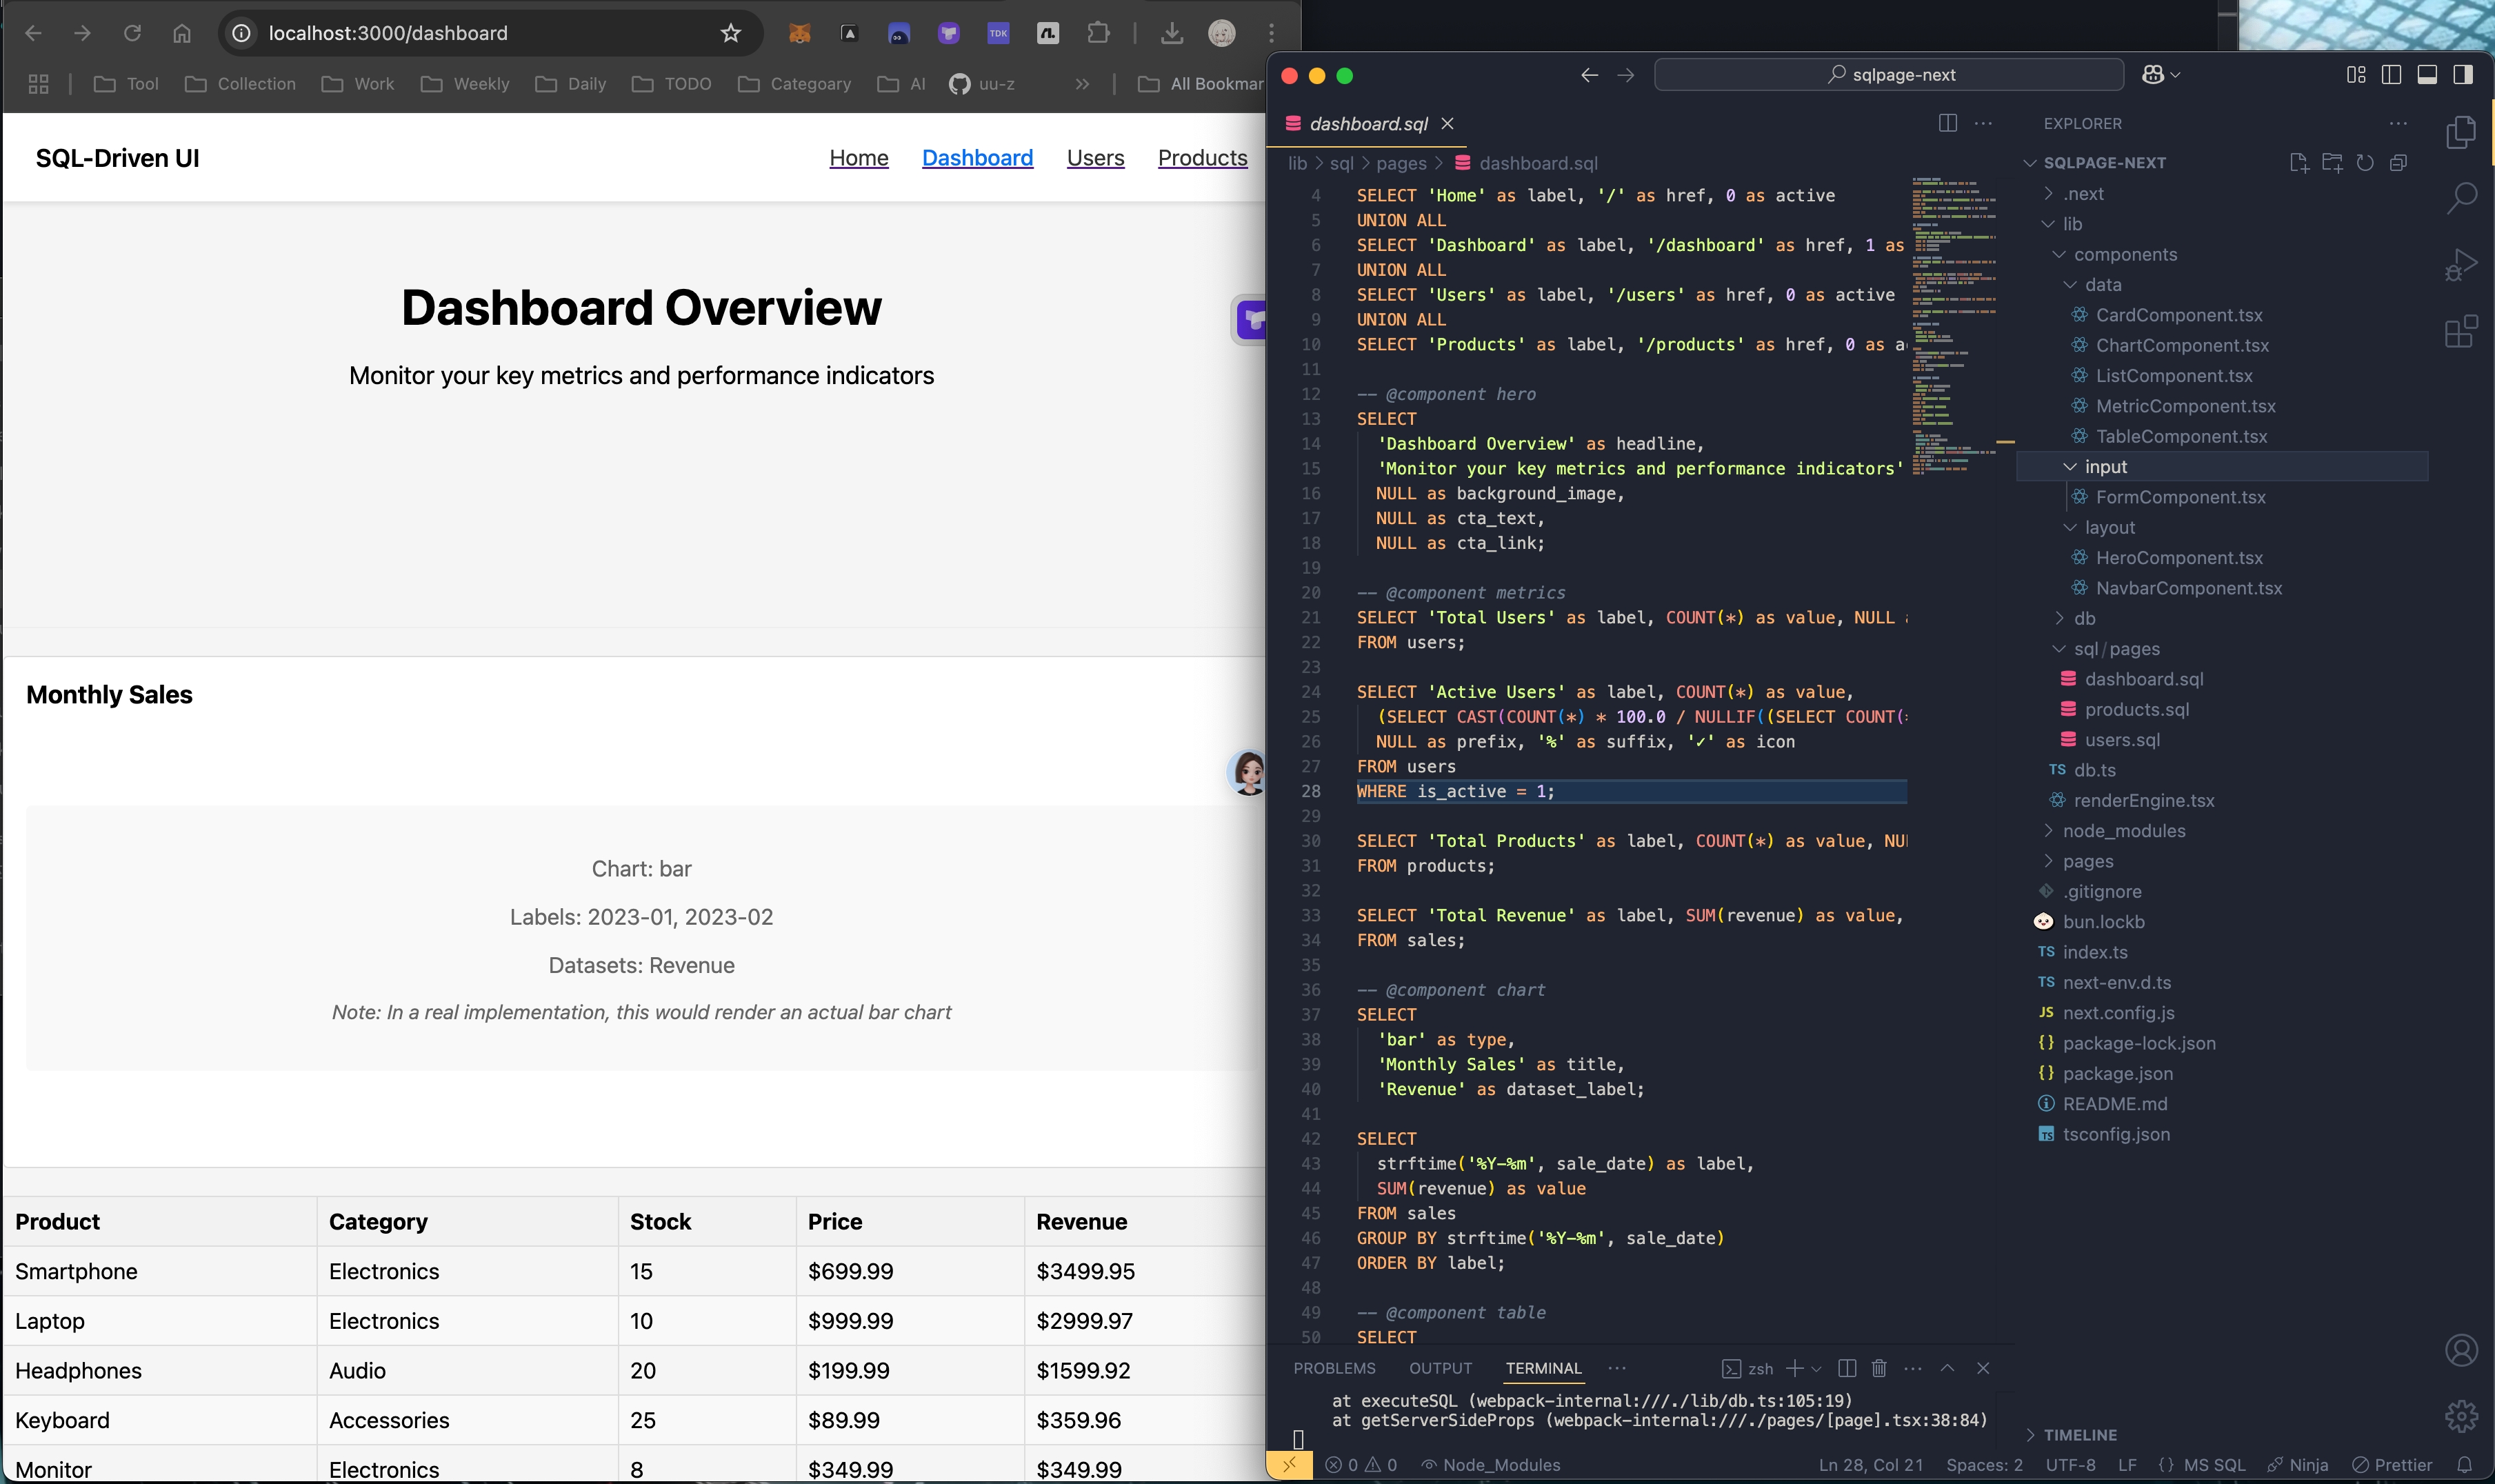 localhost:3000/dashboard
TDK
Tool
Collection
Work
Weekly
Daily
TODO
Categoary
AI
uu-z
All Bookmar
SQL-Driven UI
Home
Dashboard
Users
Products
Dashboard Overview
Monitor your key metrics and performance indicators
Monthly Sales
Chart: bar
Labels: 2023-01, 2023-02
Datasets: Revenue
Note: In a real implementation, this would render an actual bar chart
Product Category Stock Price Revenue
Smartphone Electronics 15 $699.99 $3499.95
Laptop Electronics 10 $999.99 $2999.97
Headphones Audio 20 $199.99 $1599.92
Keyboard Accessories 25 $89.99 $359.96
Monitor Electronics 8 $349.99 $349.99
sqlpage-next
dashboard.sql
lib > sql > pages > dashboard.sql
4 SELECT 'Home' as label, '/' as href, 0 as active
5 UNION ALL
6 SELECT 'Dashboard' as label, '/dashboard' as href, 1 as
7 UNION ALL
8 SELECT 'Users' as label, '/users' as href, 0 as active
9 UNION ALL
10 SELECT 'Products' as label, '/products' as href, 0 as a
11
12 -- @component hero
13 SELECT
14 'Dashboard Overview' as headline,
15 'Monitor your key metrics and performance indicators'
16 NULL as background_image,
17 NULL as cta_text,
18 NULL as cta_link;
19
20 -- @component metrics
21 SELECT 'Total Users' as label, COUNT(*) as value, NULL
22 FROM users;
23
24 SELECT 'Active Users' as label, COUNT(*) as value,
25 (SELECT CAST(COUNT(*) * 100.0 / NULLIF((SELECT COUNT(
26 NULL as prefix, '%' as suffix, '✓' as icon
27 FROM users
28 WHERE is_active = 1;
29
30 SELECT 'Total Products' as label, COUNT(*) as value, NU
31 FROM products;
32
33 SELECT 'Total Revenue' as label, SUM(revenue) as value,
34 FROM sales;
35
36 -- @component chart
37 SELECT
38 'bar' as type,
39 'Monthly Sales' as title,
40 'Revenue' as dataset_label;
41
42 SELECT
43 strftime('%Y-%m', sale_date) as label,
44 SUM(revenue) as value
45 FROM sales
46 GROUP BY strftime('%Y-%m', sale_date)
47 ORDER BY label;
48
49 -- @component table
50 SELECT
PROBLEMS
OUTPUT
TERMINAL
zsh
at executeSQL (webpack-internal:///./lib/db.ts:105:19)
at getServerSideProps (webpack-internal:///./pages/[page].tsx:38:84)
EXPLORER
SQLPAGE-NEXT
.next
lib
components
data
CardComponent.tsx
ChartComponent.tsx
ListComponent.tsx
MetricComponent.tsx
TableComponent.tsx
input
FormComponent.tsx
layout
HeroComponent.tsx
NavbarComponent.tsx
db
sql/pages
dashboard.sql
products.sql
users.sql
TS db.ts
renderEngine.tsx
node_modules
pages
.gitignore
bun.lockb
TS index.ts
TS next-env.d.ts
JS next.config.js
{} package-lock.json
{} package.json
README.md
TS tsconfig.json
TIMELINE
0 0 Node_Modules Ln 28, Col 21 Spaces: 2 UTF-8 LF {} MS SQL Ninja Prettier